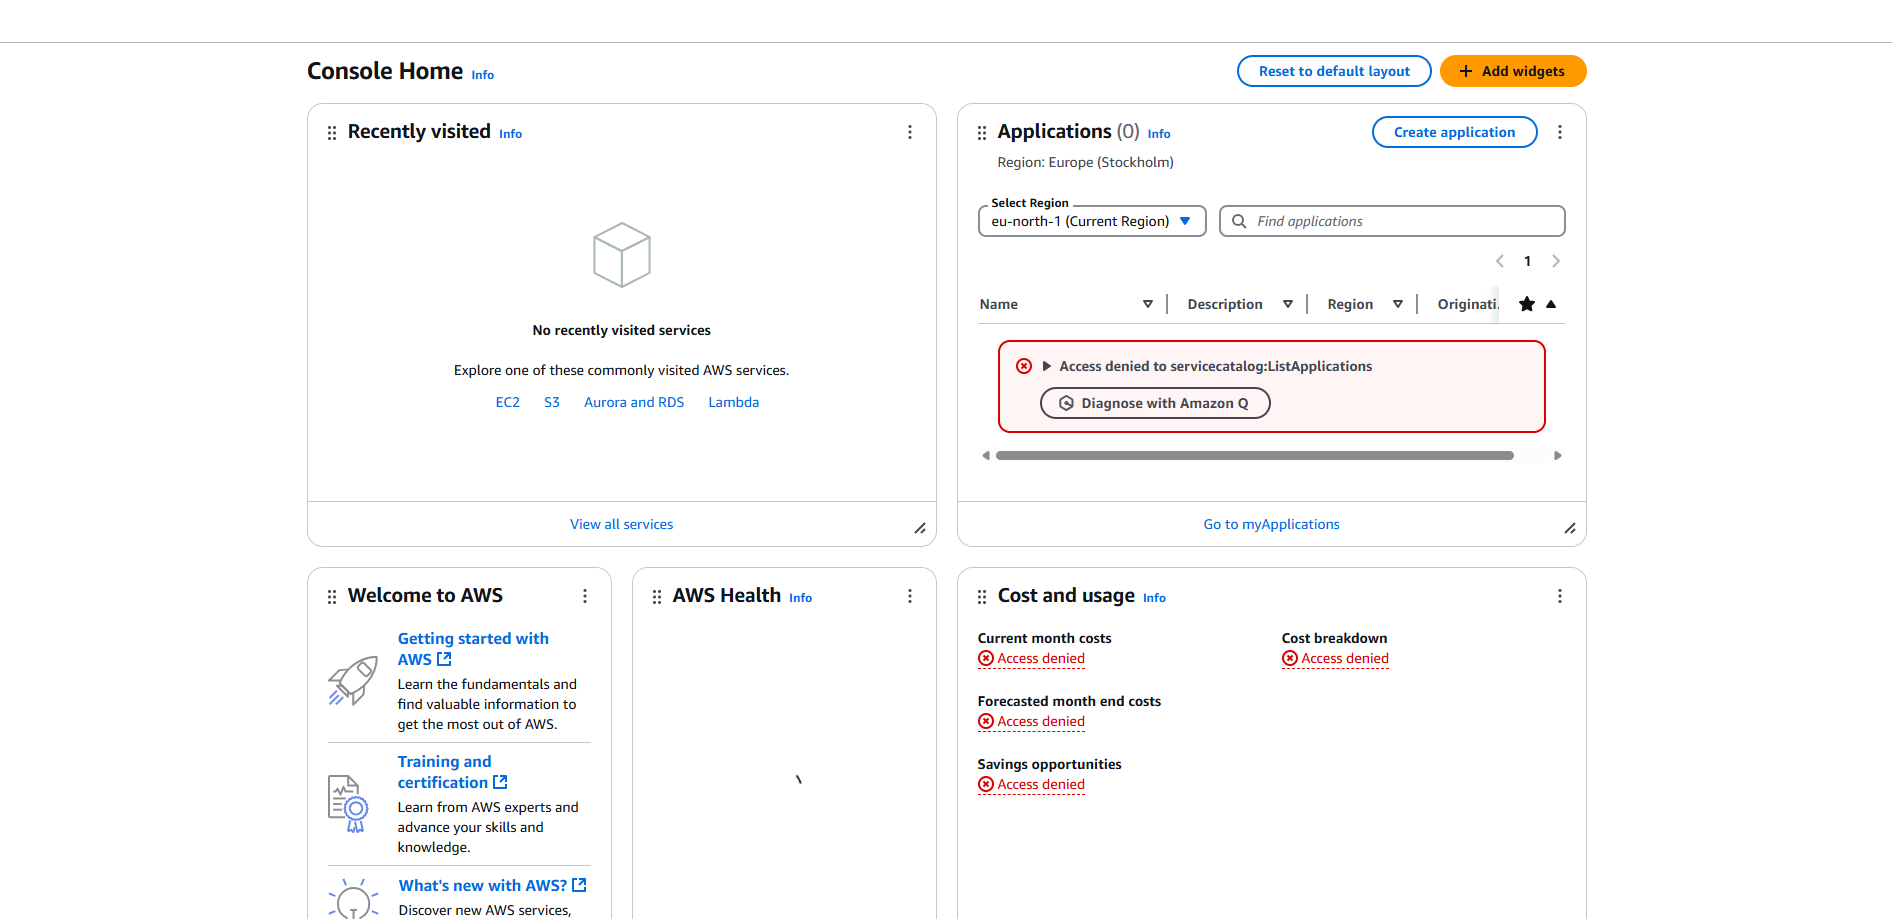 Console Home Info
Reset to default layout
Add widgets
Recently visited Info
No recently visited services
Explore one of these commonly visited AWS services.
EC2 S3 Aurora and RDS Lambda
View all services
Applications (0) Info
Create application
Region: Europe (Stockholm)
Select Region
eu-north-1 (Current Region)
Find applications
1
Name Description Region Originati.
Access denied to servicecatalog:ListApplications
Diagnose with Amazon Q
Go to myApplications
Welcome to AWS
Getting started with
AWS
Learn the fundamentals and
find valuable information to
get the most out of AWS.
Training and
certification
Learn from AWS experts and
advance your skills and
knowledge.
What's new with AWS?
Discover new AWS services,
AWS Health Info
Cost and usage Info
Current month costs
Access denied
Forecasted month end costs
Access denied
Savings opportunities
Access denied
Cost breakdown
Access denied